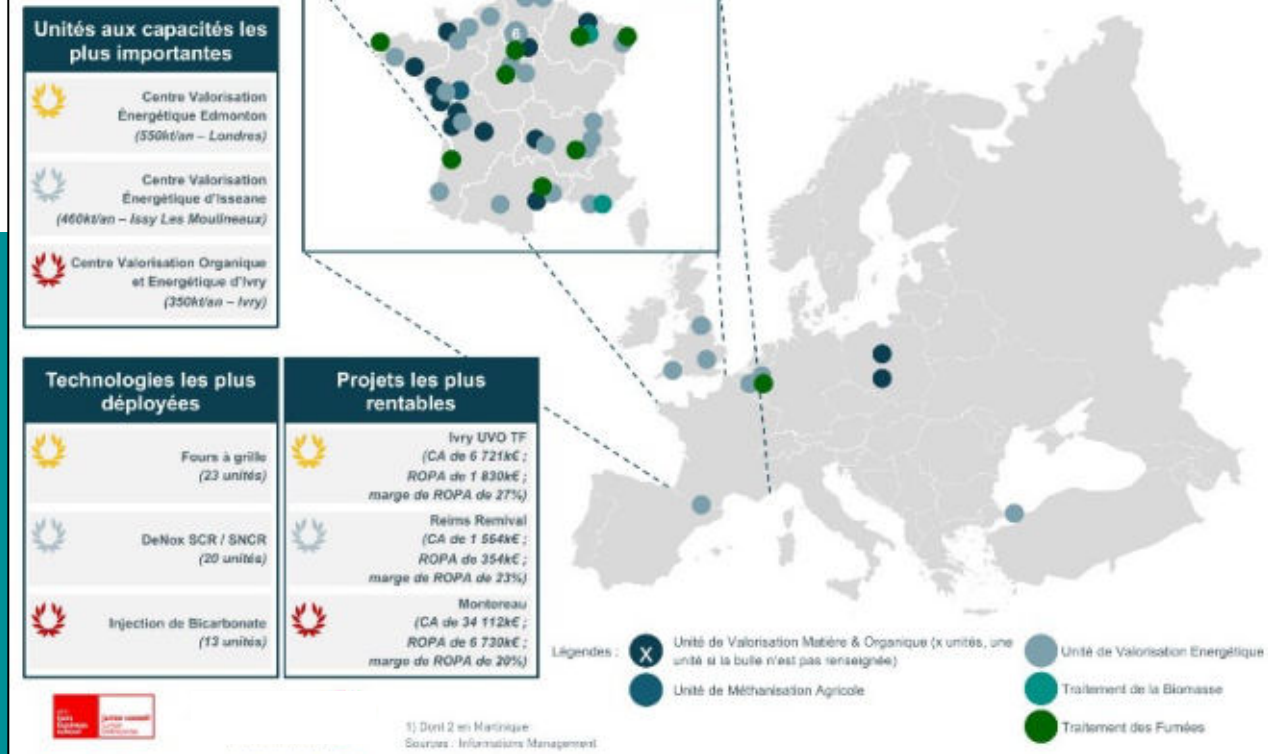 Unités aux capacités les
plus importantes
Centre Valorisation
Énergétique Edmonton
(550kt/an – Londres)
Centre Valorisation
Énergétique d'Isseane
(460kt/an – Issy Les Moulineaux)
Centre Valorisation Organique
et Energétique d'Ivry
(350kt/an – Ivry)
6
Technologies les plus
déployées
Fours à grille
(23 unités)
DeNox SCR / SNCR
(20 unités)
Injection de Bicarbonate
(13 unités)
Projets les plus
rentables
Ivry UVO TF
(CA de 6 721k€ ;
ROPA de 1 830k€ ;
marge de ROPA de 27%)
Reims Remival
(CA de 1 564k€ ;
ROPA de 354k€ ;
marge de ROPA de 23%)
Montereau
(CA de 34 112k€ ;
ROPA de 6 730k€ ;
marge de ROPA de 20%)
Légendes :
X
Unité de Valorisation Matière & Organique (x unités, une
unité si la bulle n'est pas renseignée)
Unité de Méthanisation Agricole
Unité de Valorisation Energétique
Traitement de la Biomasse
Traitement des Fumées
junior conseil
1) Dont 2 en Martinique
Sources : Informations Management